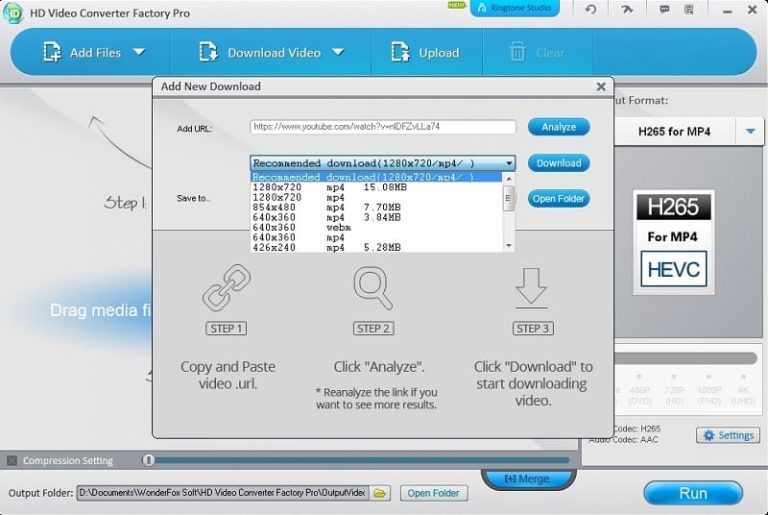 HD Video Converter Factory Pro
NEW
Ringtone Studio
Add Files
Download Video
Upload
Clear
Add New Download
Add URL:
https://www.youtube.com/watch?v=nIDFZvLLa74
Analyze
Recommended download(1280x720/mp4/ )
Download
Recommended download(1280x720/mp4/ )
1280x720 mp4 15.08MB
1280x720 mp4
854x480 mp4 7.70MB
640x360 mp4 3.84MB
640x360 webm
640x360 mp4
426x240 mp4 5.28MB
Save to..
Open Folder
STEP 1
Copy and Paste
video .url.
STEP 2
Click "Analyze".
* Reanalyze the link if you
want to see more results.
STEP 3
Click "Download" to
start downloading
video.
Step 1:
Drag media fi
ut Format:
H265 for MP4
H265
For MP4
HEVC
480P 720P 1080P 4K
(DVD) (HD) (FHD) (UHD)
Codec: H265
Audio Codec: AAC
Settings
Compression Setting
[+] Merge
Output Folder:
D:\Documents\WonderFox Soft\HD Video Converter Factory Pro\OutputVideo
Open Folder
Run